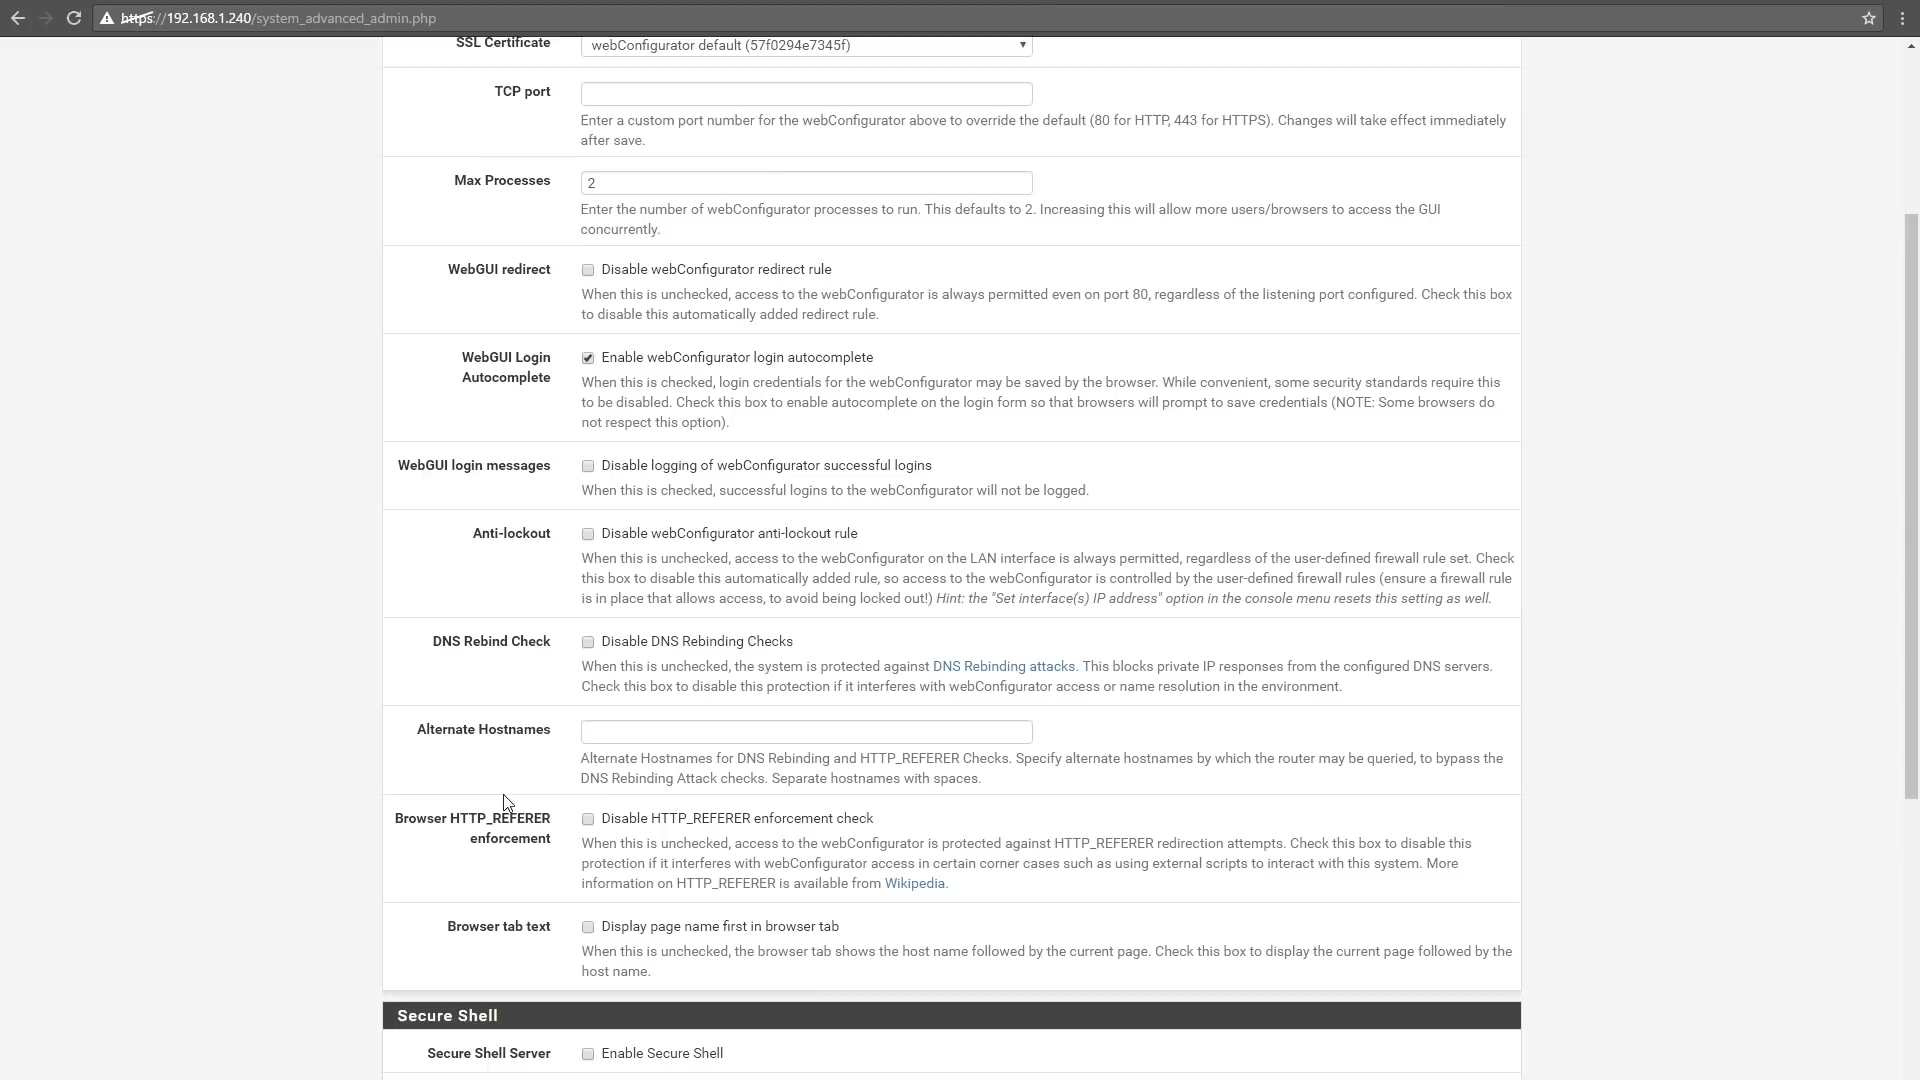 https://192.168.1.240/system_advanced_admin.php
SSL Certificate
webConfigurator default (57f0294e7345f)
TCP port
Enter a custom port number for the webConfigurator above to override the default (80 for HTTP, 443 for HTTPS). Changes will take effect immediately
after save.
Max Processes
2
Enter the number of webConfigurator processes to run. This defaults to 2. Increasing this will allow more users/browsers to access the GUI
concurrently.
WebGUI redirect
Disable webConfigurator redirect rule
When this is unchecked, access to the webConfigurator is always permitted even on port 80, regardless of the listening port configured. Check this box
to disable this automatically added redirect rule.
WebGUI Login
Autocomplete
Enable webConfigurator login autocomplete
When this is checked, login credentials for the webConfigurator may be saved by the browser. While convenient, some security standards require this
to be disabled. Check this box to enable autocomplete on the login form so that browsers will prompt to save credentials (NOTE: Some browsers do
not respect this option).
WebGUI login messages
Disable logging of webConfigurator successful logins
When this is checked, successful logins to the webConfigurator will not be logged.
Anti-lockout
Disable webConfigurator anti-lockout rule
When this is unchecked, access to the webConfigurator on the LAN interface is always permitted, regardless of the user-defined firewall rule set. Check
this box to disable this automatically added rule, so access to the webConfigurator is controlled by the user-defined firewall rules (ensure a firewall rule
is in place that allows access, to avoid being locked out!) Hint: the "Set interface(s) IP address" option in the console menu resets this setting as well.
DNS Rebind Check
Disable DNS Rebinding Checks
When this is unchecked, the system is protected against DNS Rebinding attacks. This blocks private IP responses from the configured DNS servers.
Check this box to disable this protection if it interferes with webConfigurator access or name resolution in the environment.
Alternate Hostnames
Alternate Hostnames for DNS Rebinding and HTTP_REFERER Checks. Specify alternate hostnames by which the router may be queried, to bypass the
DNS Rebinding Attack checks. Separate hostnames with spaces.
Browser HTTP_REFERER
enforcement
Disable HTTP_REFERER enforcement check
When this is unchecked, access to the webConfigurator is protected against HTTP_REFERER redirection attempts. Check this box to disable this
protection if it interferes with webConfigurator access in certain corner cases such as using external scripts to interact with this system. More
information on HTTP_REFERER is available from Wikipedia.
Browser tab text
Display page name first in browser tab
When this is unchecked, the browser tab shows the host name followed by the current page. Check this box to display the current page followed by the
host name.
Secure Shell
Secure Shell Server
Enable Secure Shell